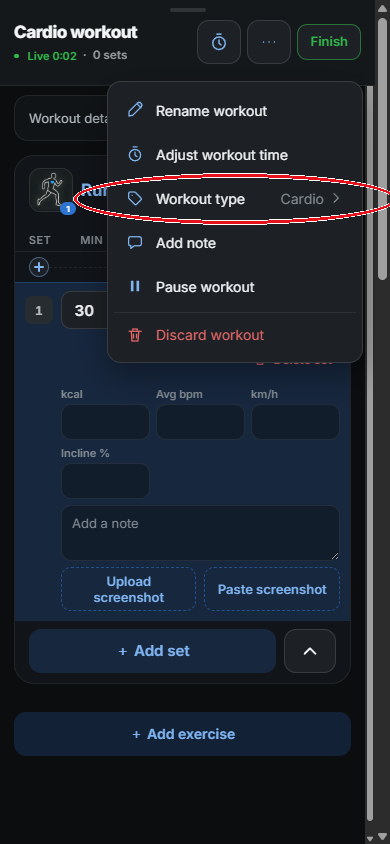 Cardio workout
Live 0:02 · 0 sets
Finish
Workout
Rename workout
Adjust workout time
Workout type Cardio
Add note
Pause workout
Discard workout
1
SET MIN
1 30
kcal Avg bpm km/h
Incline %
Add a note
Upload screenshot
Paste screenshot
+ Add set
+ Add exercise